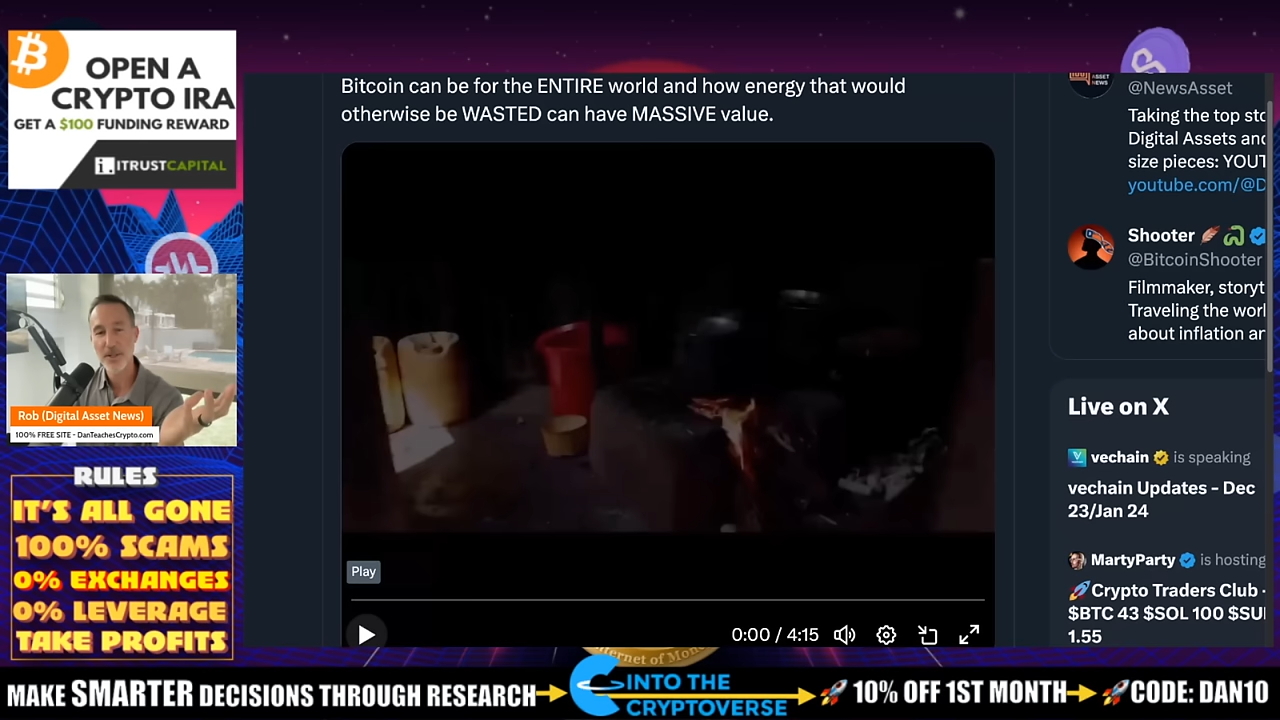 OPEN A
CRYPTO IRA
GET A $100 FUNDING REWARD
i. ITRUSTCAPITAL
Rob (Digital Asset News)
100% FREE SITE - DanTeachesCrypto.com
RULES
IT'S ALL GONE
100% SCAMS
0% EXCHANGES
0% LEVERAGE
TAKE PROFITS
Bitcoin can be for the ENTIRE world and how energy that would
otherwise be WASTED can have MASSIVE value.
Play
0:00 / 4:15
ASSET
NEWS
@NewsAsset
Taking the top sto
Digital Assets and
size pieces: YOUT
youtube.com/@D
Shooter
@BitcoinShooter
Filmmaker, storyt
Traveling the worl
about inflation an
Live on X
vechain is speaking
vechain Updates - Dec
23/Jan 24
MartyParty is hosting
🚀Crypto Traders Club -
$BTC 43 $SOL 100 $SUI
1.55
MAKE SMARTER DECISIONS THROUGH RESEARCH
INTO THE
CRYPTOVERSE
🚀 10% OFF 1ST MONTH
🚀CODE: DAN10